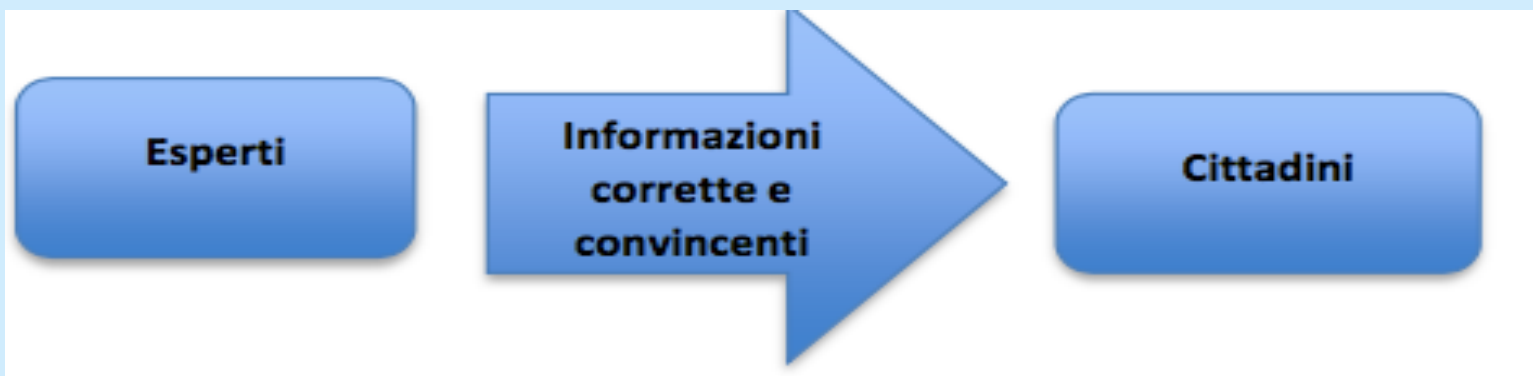 Esperti
Informazioni
corrette e
convincenti
Cittadini